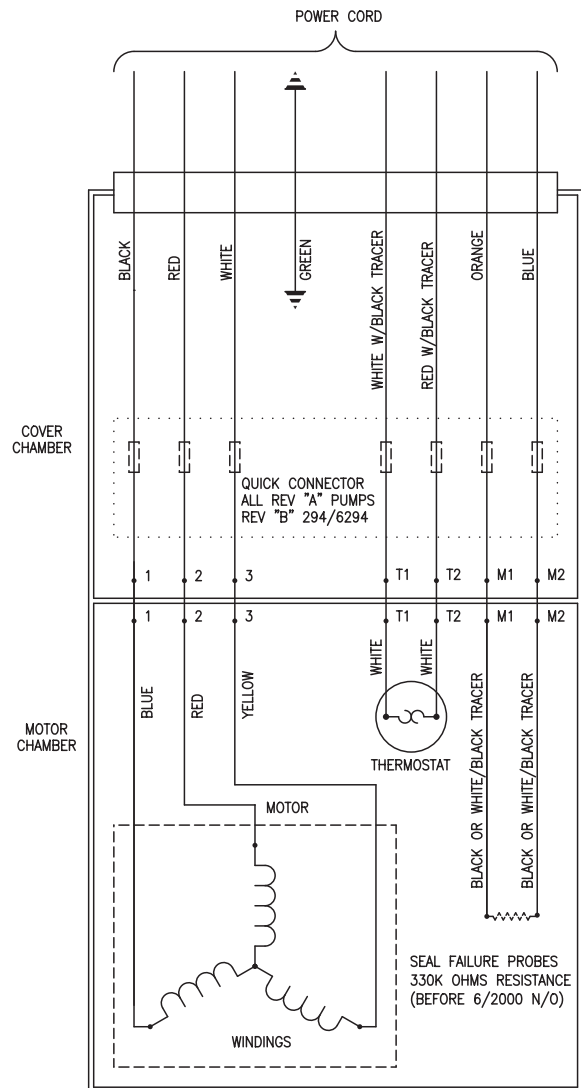 POWER CORD
BLACK
RED
WHITE
GREEN
WHITE W/BLACK TRACER
RED W/BLACK TRACER
ORANGE
BLUE
COVER
CHAMBER
QUICK CONNECTOR
ALL REV "A" PUMPS
REV "B" 294/6294
1
2
3
T1
T2
M1
M2
1
2
3
T1
T2
M1
M2
BLUE
RED
YELLOW
WHITE
WHITE
BLACK OR WHITE/BLACK TRACER
BLACK OR WHITE/BLACK TRACER
MOTOR
CHAMBER
THERMOSTAT
MOTOR
WINDINGS
SEAL FAILURE PROBES
330K OHMS RESISTANCE
(BEFORE 6/2000 N/O)